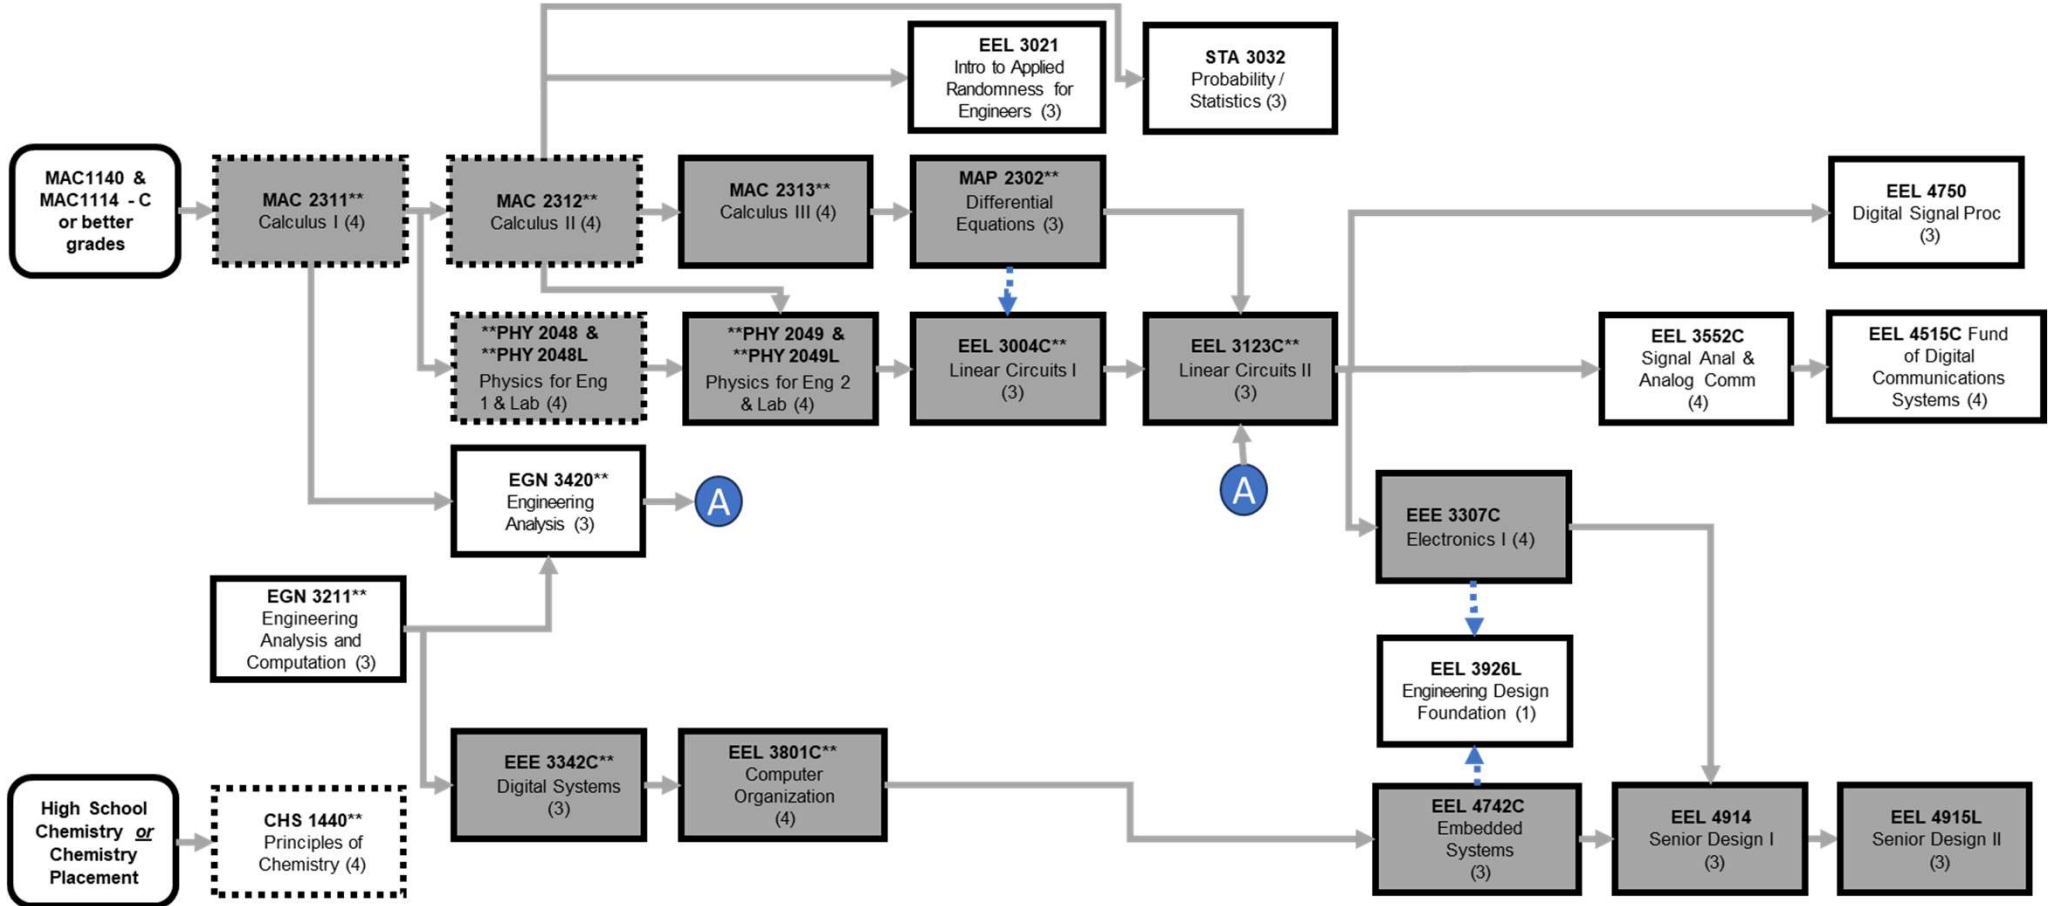 EEL 3021
Intro to Applied
Randomness for
Engineers (3)
STA 3032
Probability /
Statistics (3)
MAC1140 &
MAC1114 - C
or better
grades
MAC 2311**
Calculus I (4)
MAC 2312**
Calculus II (4)
MAC 2313**
Calculus III (4)
MAP 2302**
Differential
Equations (3)
EEL 4750
Digital Signal Proc
(3)
**PHY 2048 &
**PHY 2048L
Physics for Eng
1 & Lab (4)
**PHY 2049 &
**PHY 2049L
Physics for Eng 2
& Lab (4)
EEL 3004C**
Linear Circuits I
(3)
EEL 3123C**
Linear Circuits II
(3)
EEL 3552C
Signal Anal &
Analog Comm
(4)
EEL 4515C Fund
of Digital
Communications
Systems (4)
EGN 3420**
Engineering
Analysis (3)
A
A
EEE 3307C
Electronics I (4)
EGN 3211**
Engineering
Analysis and
Computation (3)
EEL 3926L
Engineering Design
Foundation (1)
High School
Chemistry or
Chemistry
Placement
CHS 1440**
Principles of
Chemistry (4)
EEE 3342C**
Digital Systems
(3)
EEL 3801C**
Computer
Organization
(4)
EEL 4742C
Embedded
Systems
(3)
EEL 4914
Senior Design I
(3)
EEL 4915L
Senior Design II
(3)